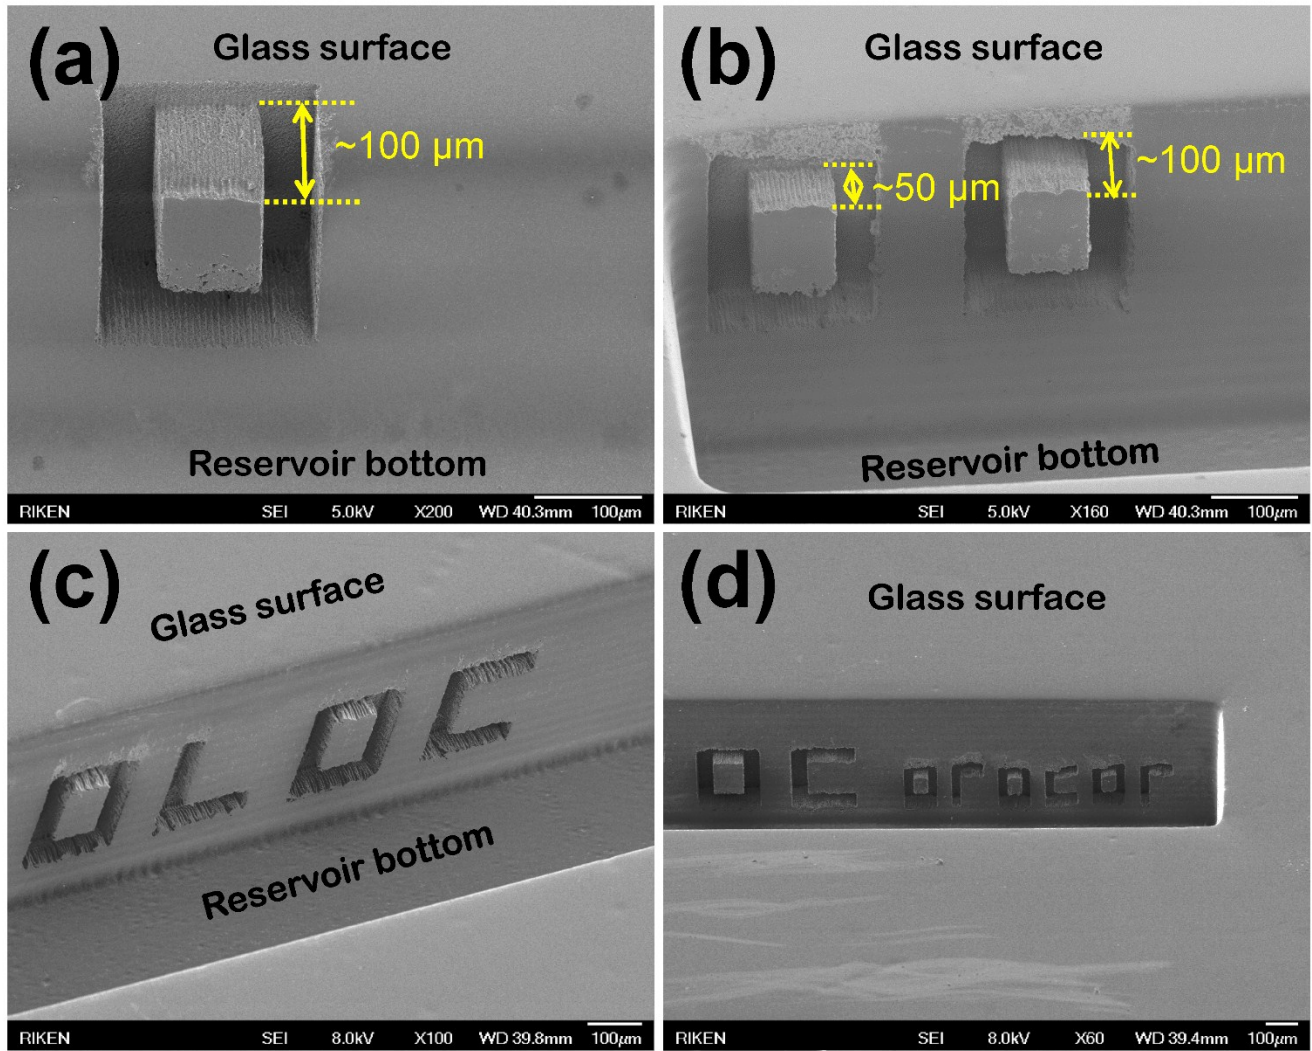 (a)
Glass surface
~100 µm
Reservoir bottom
RIKEN SEI 5.0kV X200 WD 40.3mm 100µm
(b)
Glass surface
~50 µm
~100 µm
Reservoir bottom
RIKEN SEI 5.0kV X160 WD 40.3mm 100µm
(c)
Glass surface
OLOC
Reservoir bottom
RIKEN SEI 8.0kV X100 WD 39.8mm 100µm
(d)
Glass surface
RIKEN SEI 8.0kV X60 WD 39.4mm 100µm